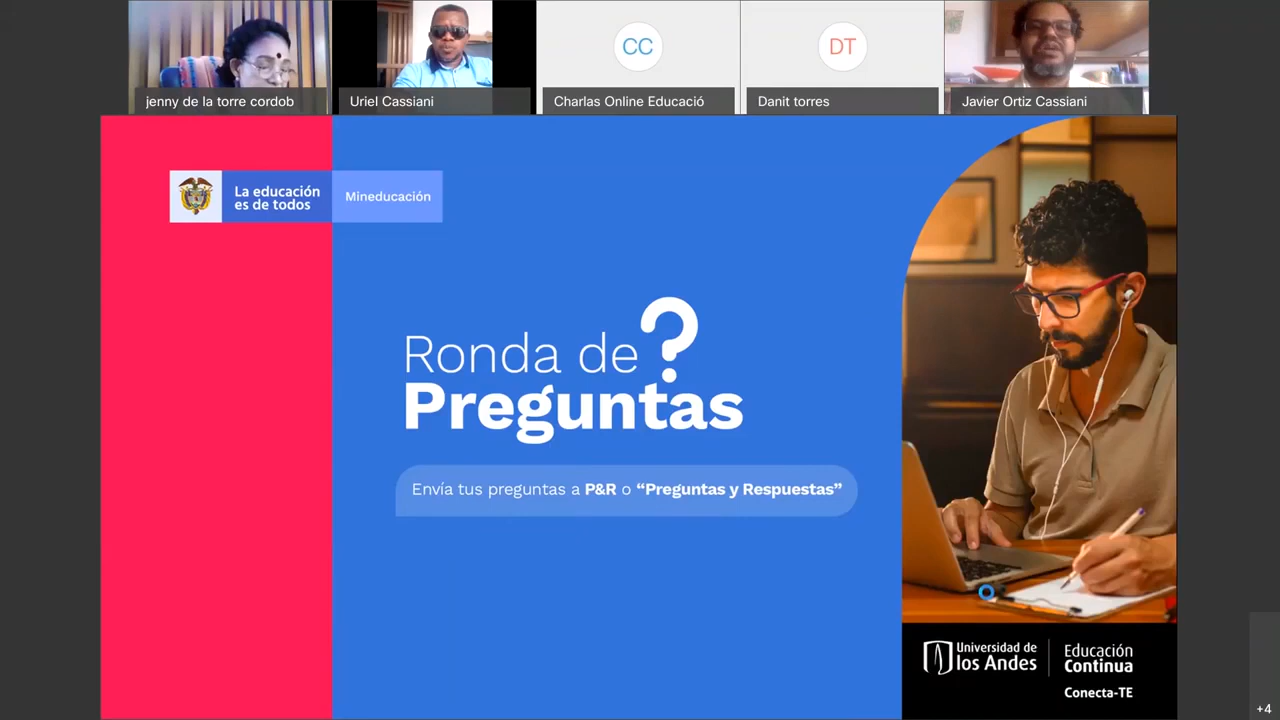 jenny de la torre cordob
Uriel Cassiani
CC
Charlas Online Educació
DT
Danit torres
Javier Ortiz Cassiani
La educación
es de todos
Mineducación
Ronda de ?
Preguntas
Envía tus preguntas a P&R o “Preguntas y Respuestas”
Universidad de
los Andes
Educación
Continua
Conecta-TE
+4